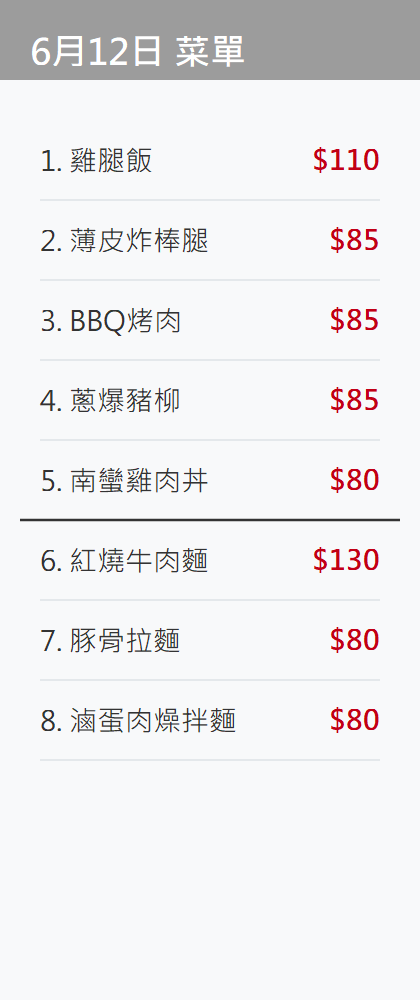 6月12日 菜單
1. 雞腿飯 $110
2. 薄皮炸棒腿 $85
3. BBQ烤肉 $85
4. 蔥爆豬柳 $85
5. 南蠻雞肉丼 $80
6. 紅燒牛肉麵 $130
7. 豚骨拉麵 $80
8. 滷蛋肉燥拌麵 $80